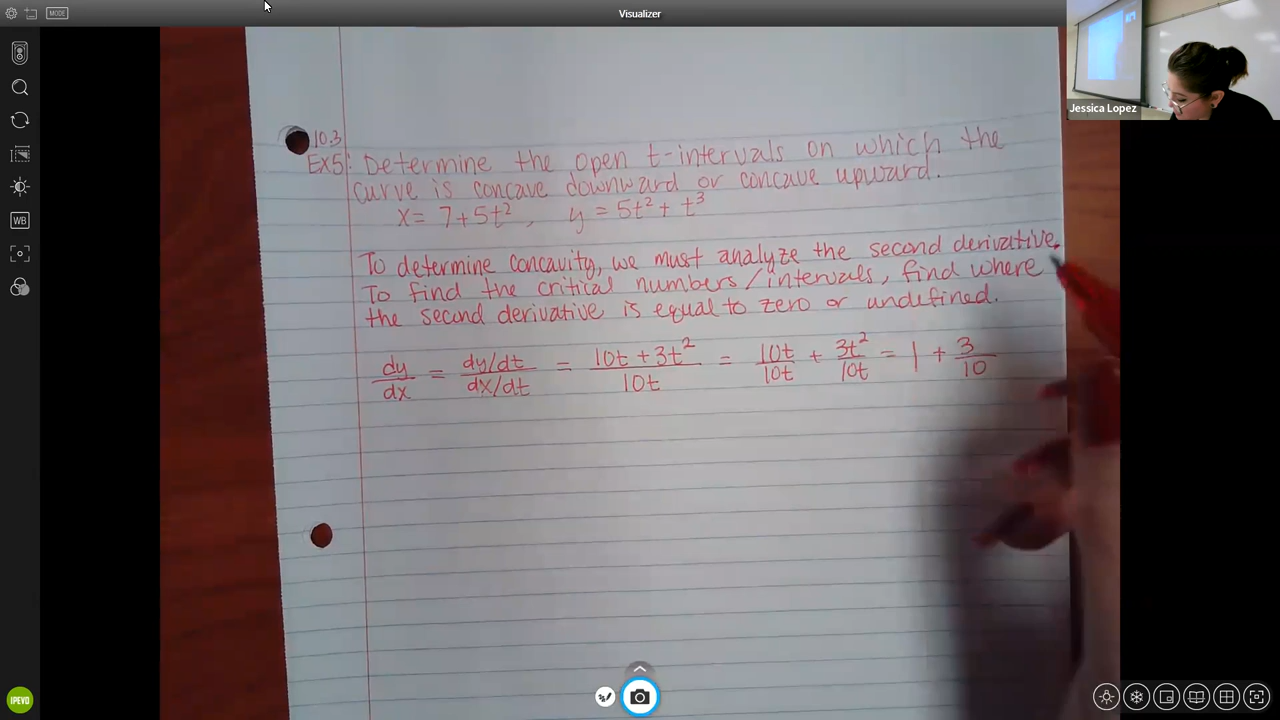 MODE
Visualizer
Jessica Lopez
10.3
Ex5: Determine the open t-intervals on which the
curve is concave downward or concave upward.
x = 7+5t² , y = 5t² + t³
To determine concavity, we must analyze the second derivative.
To find the critical numbers/intervals, find where
the second derivative is equal to zero or undefined.
dy/dx = (dy/dt)/(dx/dt) = (10t + 3t²)/10t = 10t/10t + 3t²/10t = 1 + 3/10
WB
IPEVO